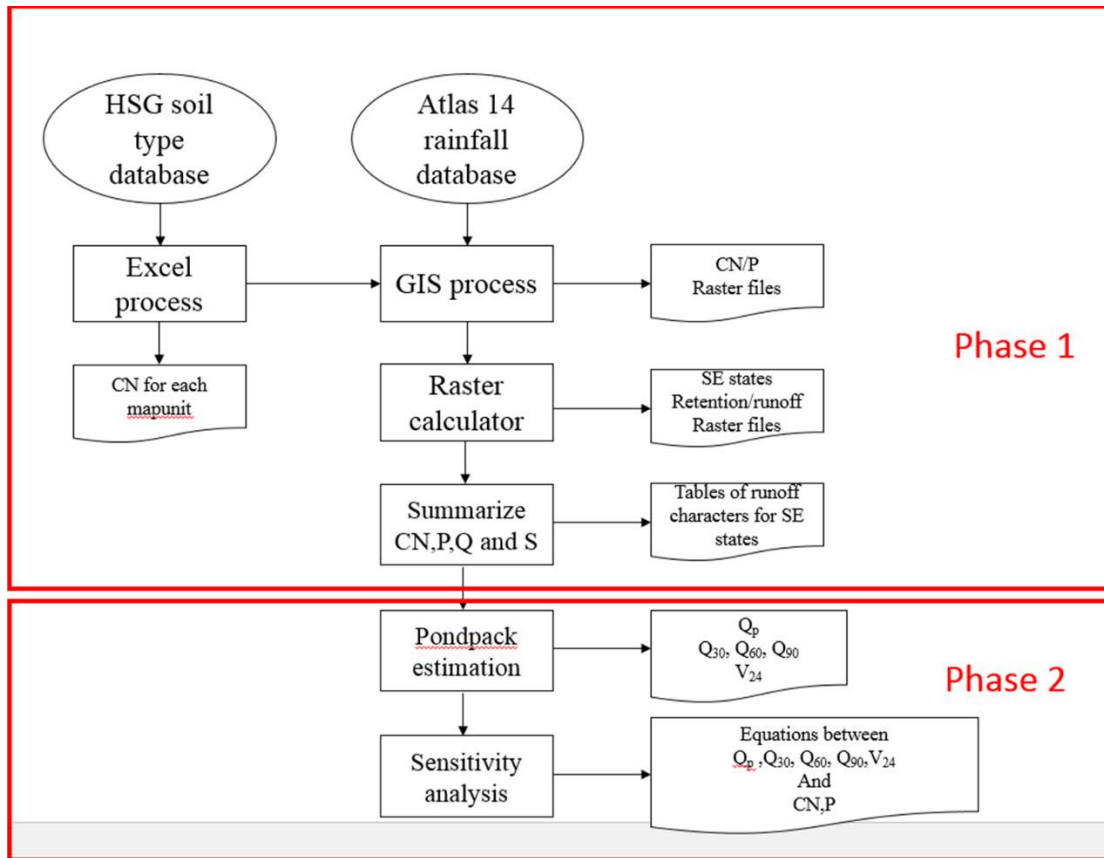 HSG soil
type
database
Atlas 14
rainfall
database
Excel
process
GIS process
CN/P
Raster files
Phase 1
CN for each
mapunit
Raster
calculator
SE states
Retention/runoff
Raster files
Summarize
CN,P,Q and S
Tables of runoff
characters for SE
states
Pondpack
estimation
Qp
Q30, Q60, Q90
V24
Phase 2
Sensitivity
analysis
Equations between
Qp ,Q30, Q60, Q90,V24
And
CN,P